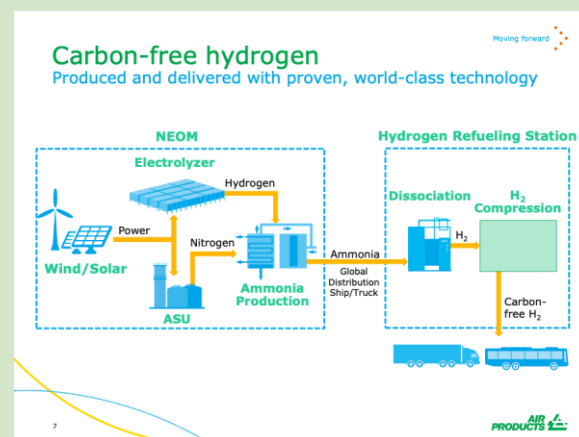 Moving forward
Carbon-free hydrogen
Produced and delivered with proven, world-class technology
NEOM
Electrolyzer
Hydrogen
Power
Nitrogen
Wind/Solar
ASU
Ammonia
Production
Ammonia
Global
Distribution
Ship/Truck
Hydrogen Refueling Station
Dissociation
H₂
Compression
H₂
Carbon-
free H₂
7
AIR
PRODUCTS